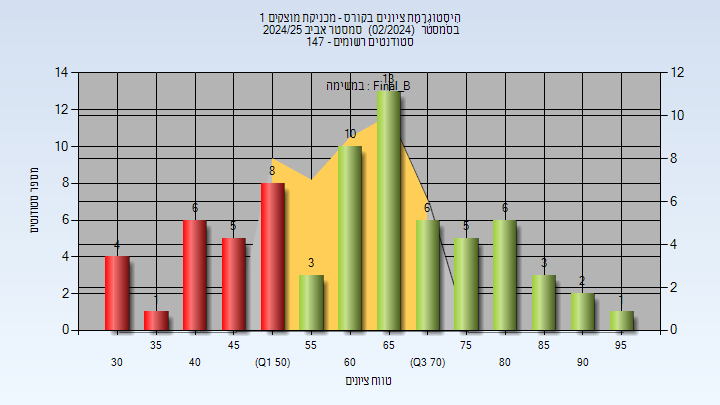 היסטוגרמת ציונים בקורס - מכניקת מוצקים 1
בסמסטר (02/2024) סמסטר אביב 2024/25
סטודנטים רשומים - 147
במשימה : Final_B
מספר סטודנטים
14 12 10 8 6 4 2 0
12 10 8 6 4 2 0
4 1 6 5 8 3 10 13 6 5 6 3 2 1
30 35 40 45 (Q1 50) 55 60 65 (Q3 70) 75 80 85 90 95
טווח ציונים